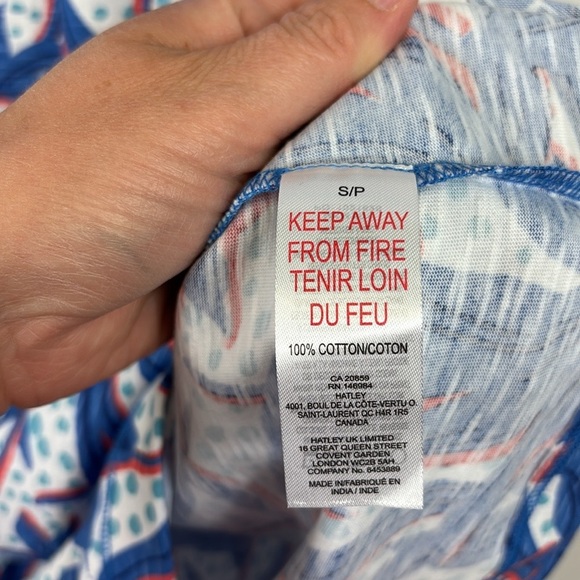 S/P
KEEP AWAY
FROM FIRE
TENIR LOIN
DU FEU
100% COTTON/COTON
CA 20859
RN 146984
HATLEY
4001, BOUL DE LA CÔTE-VERTU O.
SAINT-LAURENT QC H4R 1R5
CANADA
HATLEY UK LIMITED
16 GREAT QUEEN STREET
COVENT GARDEN
LONDON WC2B 5AH
COMPANY No. 8453889
MADE IN/FABRIQUÉ EN
INDIA / INDE